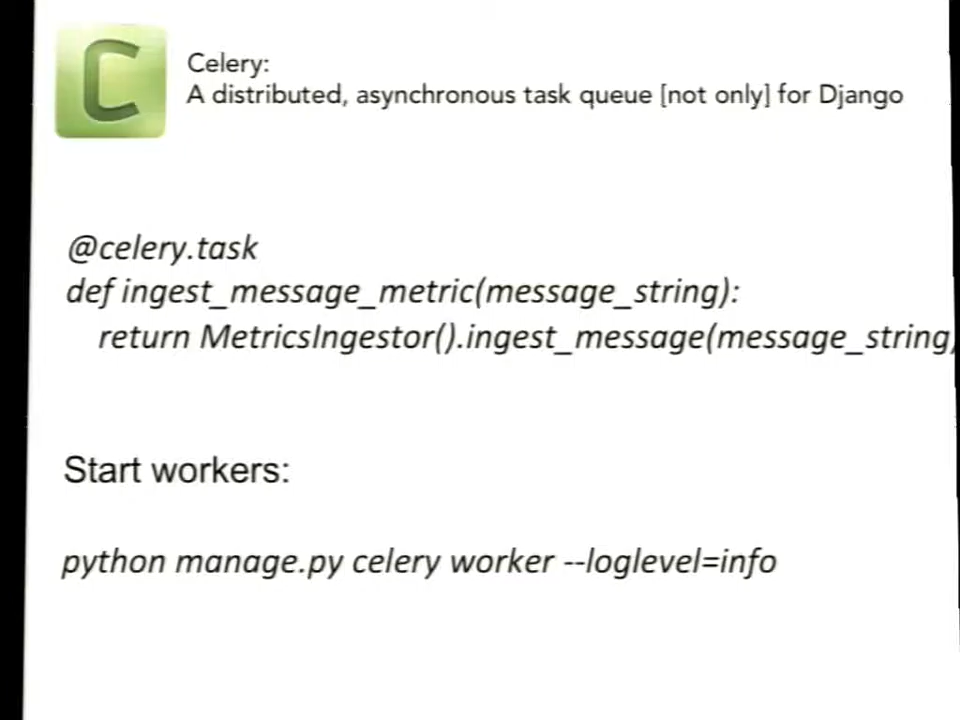 C
Celery:
A distributed, asynchronous task queue [not only] for Django
@celery.task
def ingest_message_metric(message_string):
return MetricsIngestor().ingest_message(message_string)
Start workers:
python manage.py celery worker --loglevel=info